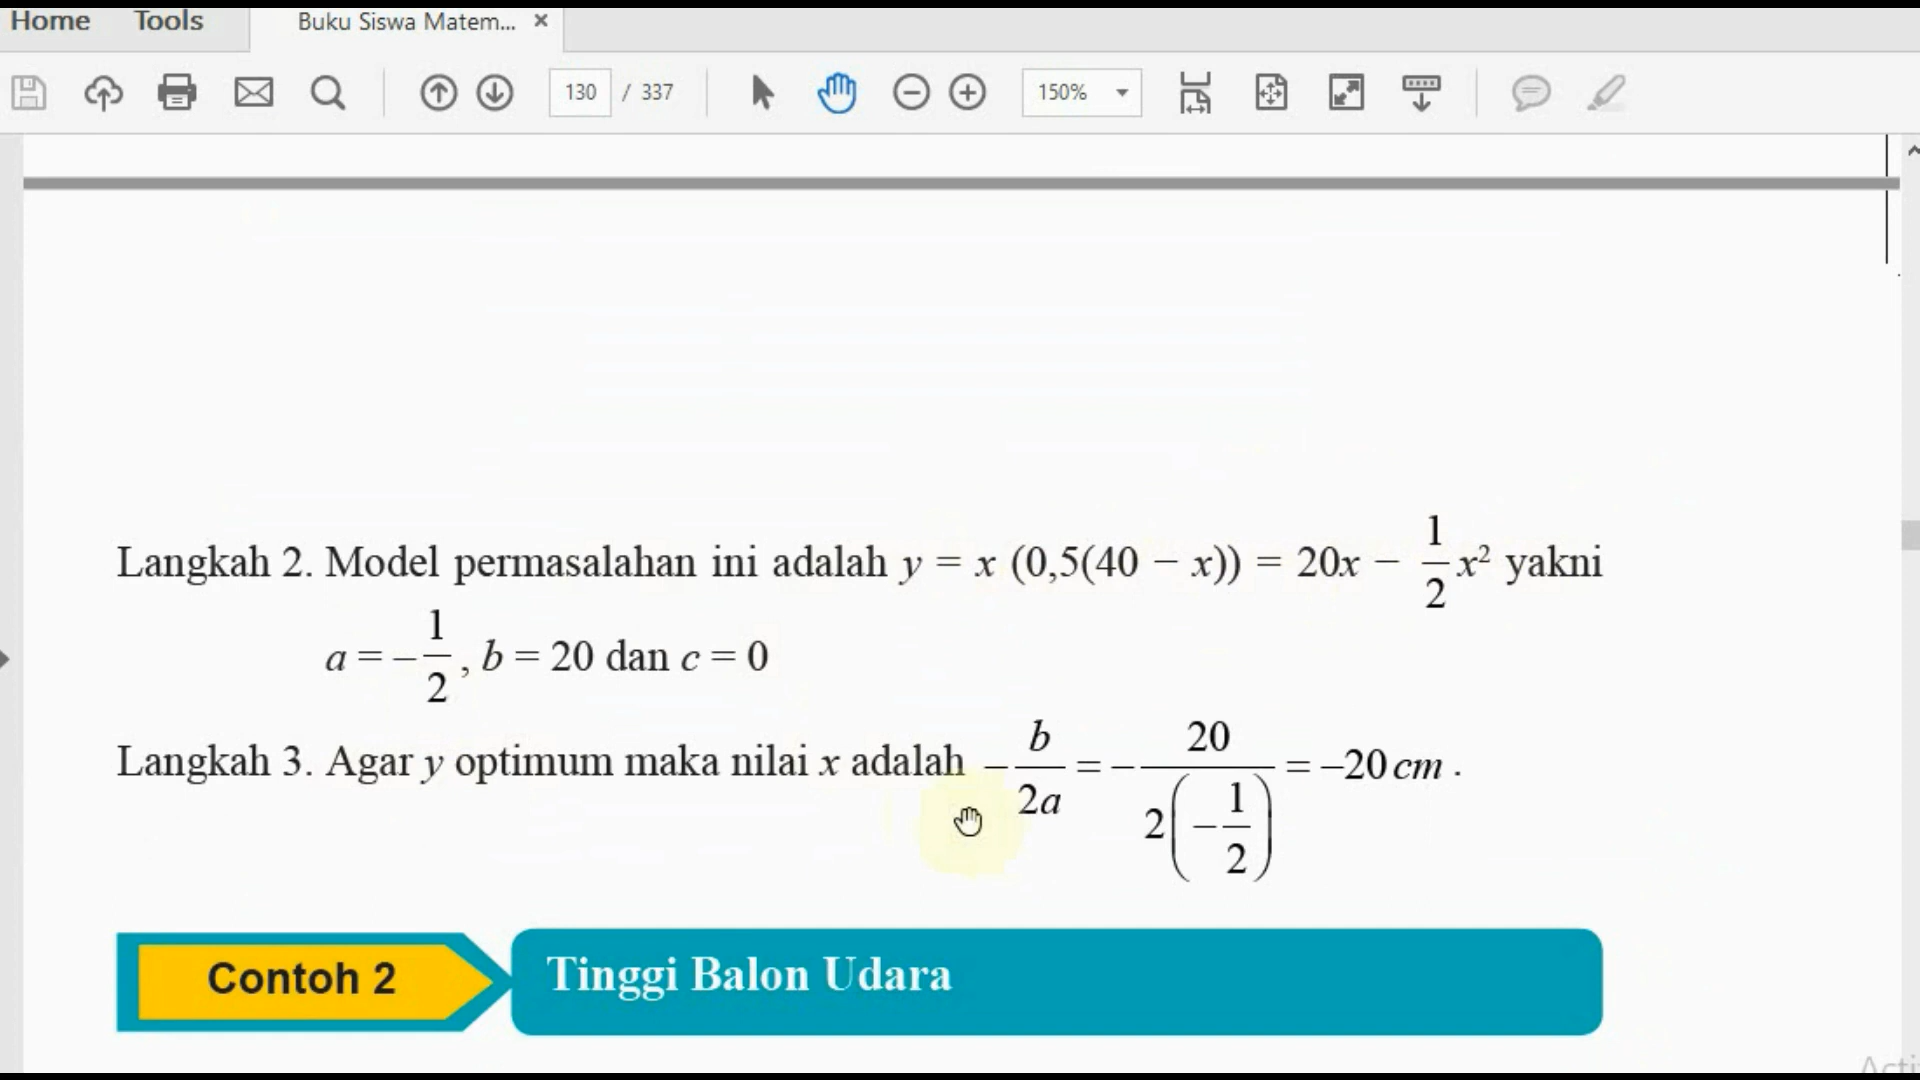 Home Tools Buku Siswa Matem... ×
130 / 337 150%
Langkah 2. Model permasalahan ini adalah y = x (0,5(40 − x)) = 20x − 1/2 x² yakni
a = −1/2, b = 20 dan c = 0
Langkah 3. Agar y optimum maka nilai x adalah −b/2a = −20/2(−1/2) = −20 cm .
Contoh 2 Tinggi Balon Udara